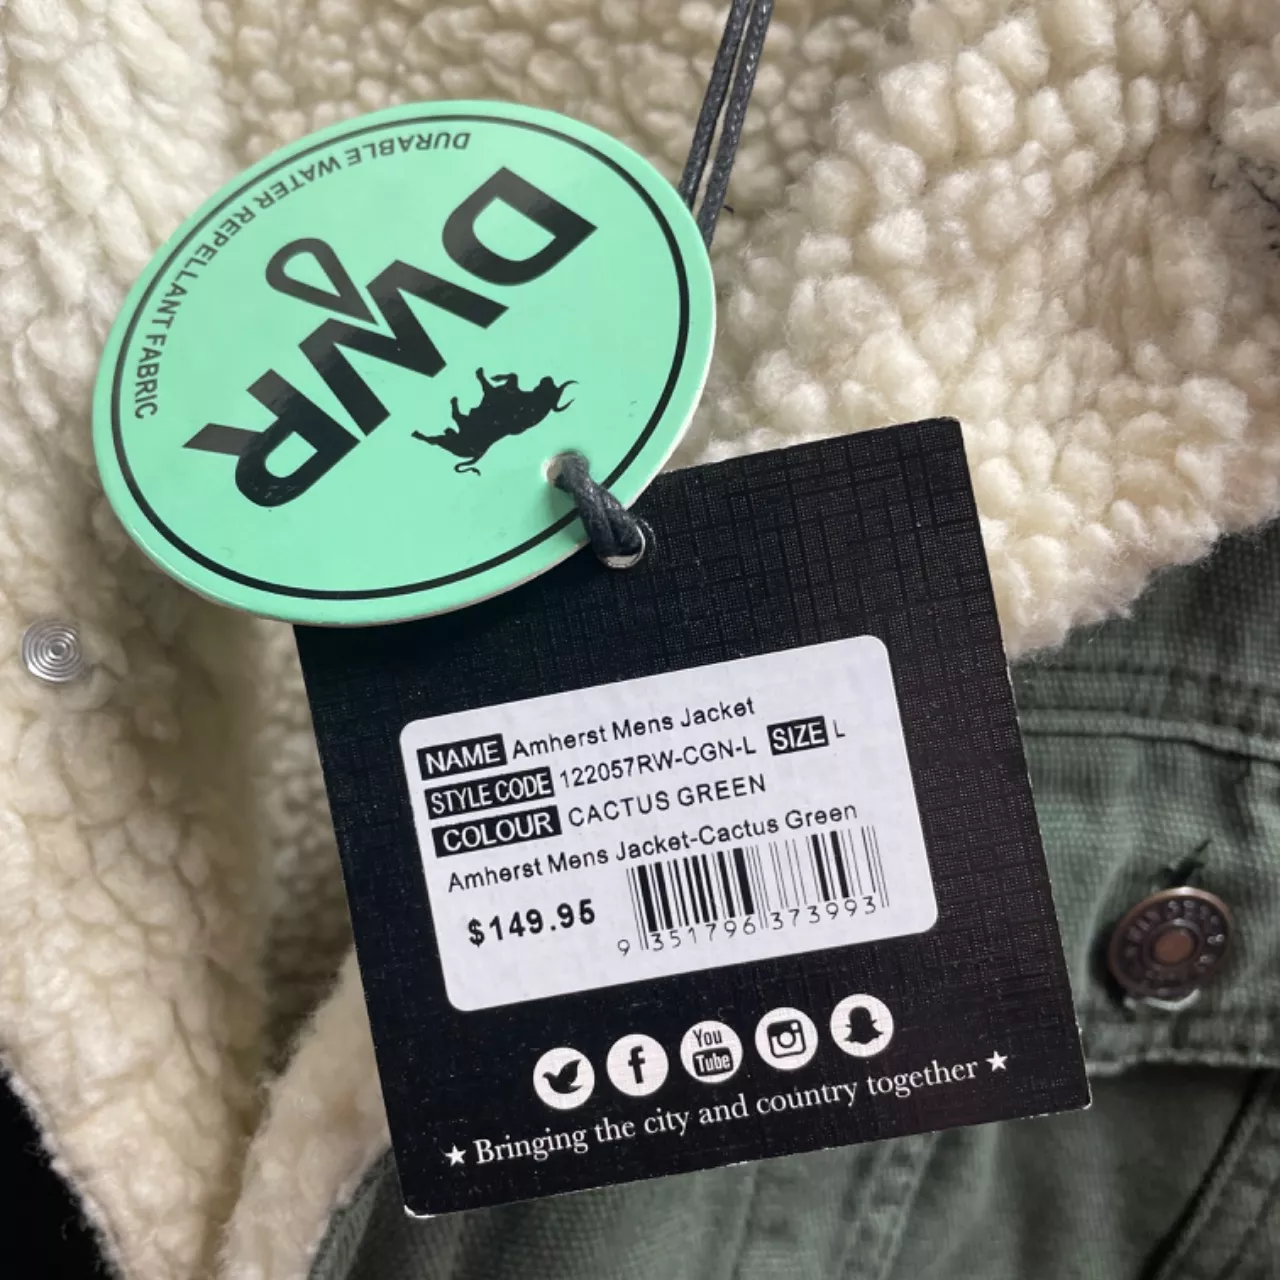 DURABLE WATER REPELLANT FABRIC
DWR
NAME Amherst Mens Jacket
STYLE CODE 122057RW-CGN-L SIZE L
COLOUR CACTUS GREEN
Amherst Mens Jacket-Cactus Green
$149.95
9 351796 373993
You
Tube
★ Bringing the city and country together ★